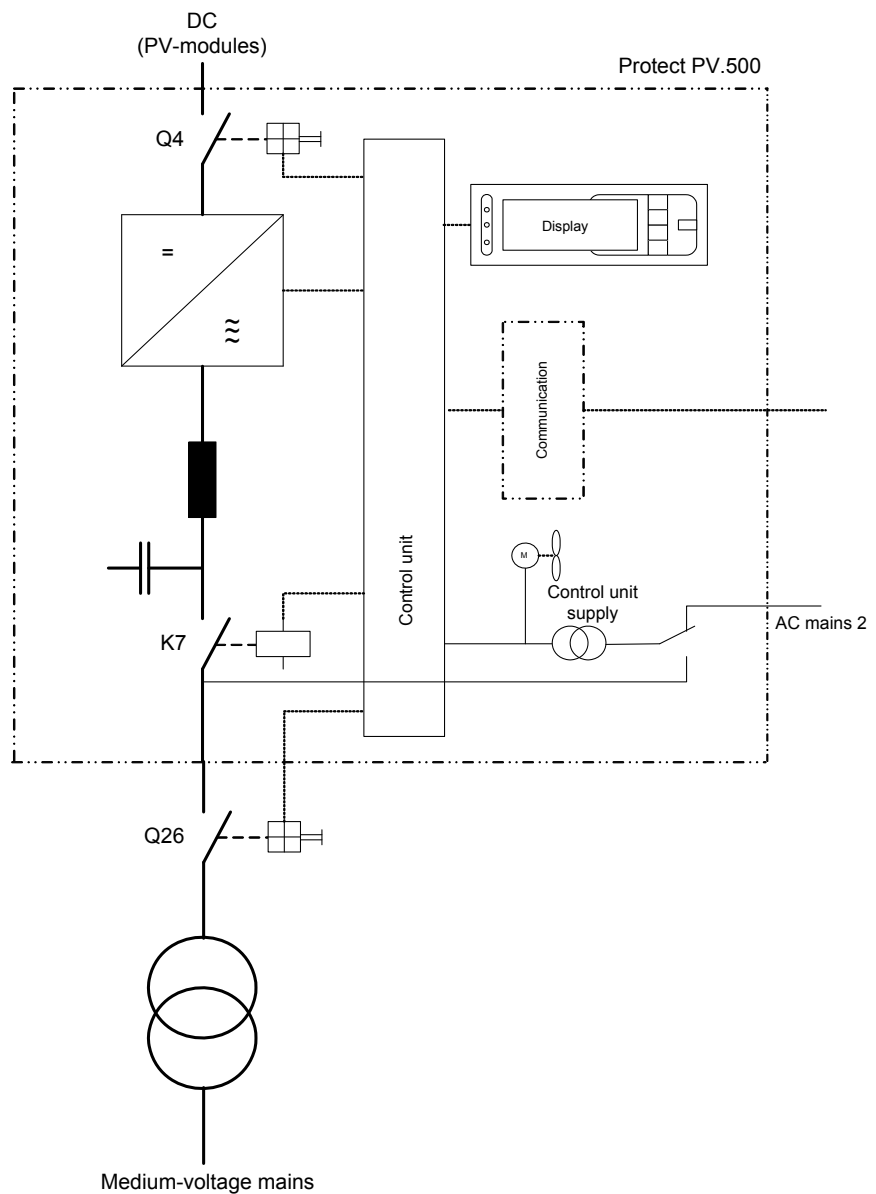 DC
(PV-modules)
Protect PV.500
Q4
=
≈
Display
Communication
Control unit
M
Control unit
supply
AC mains 2
K7
Q26
Medium-voltage mains